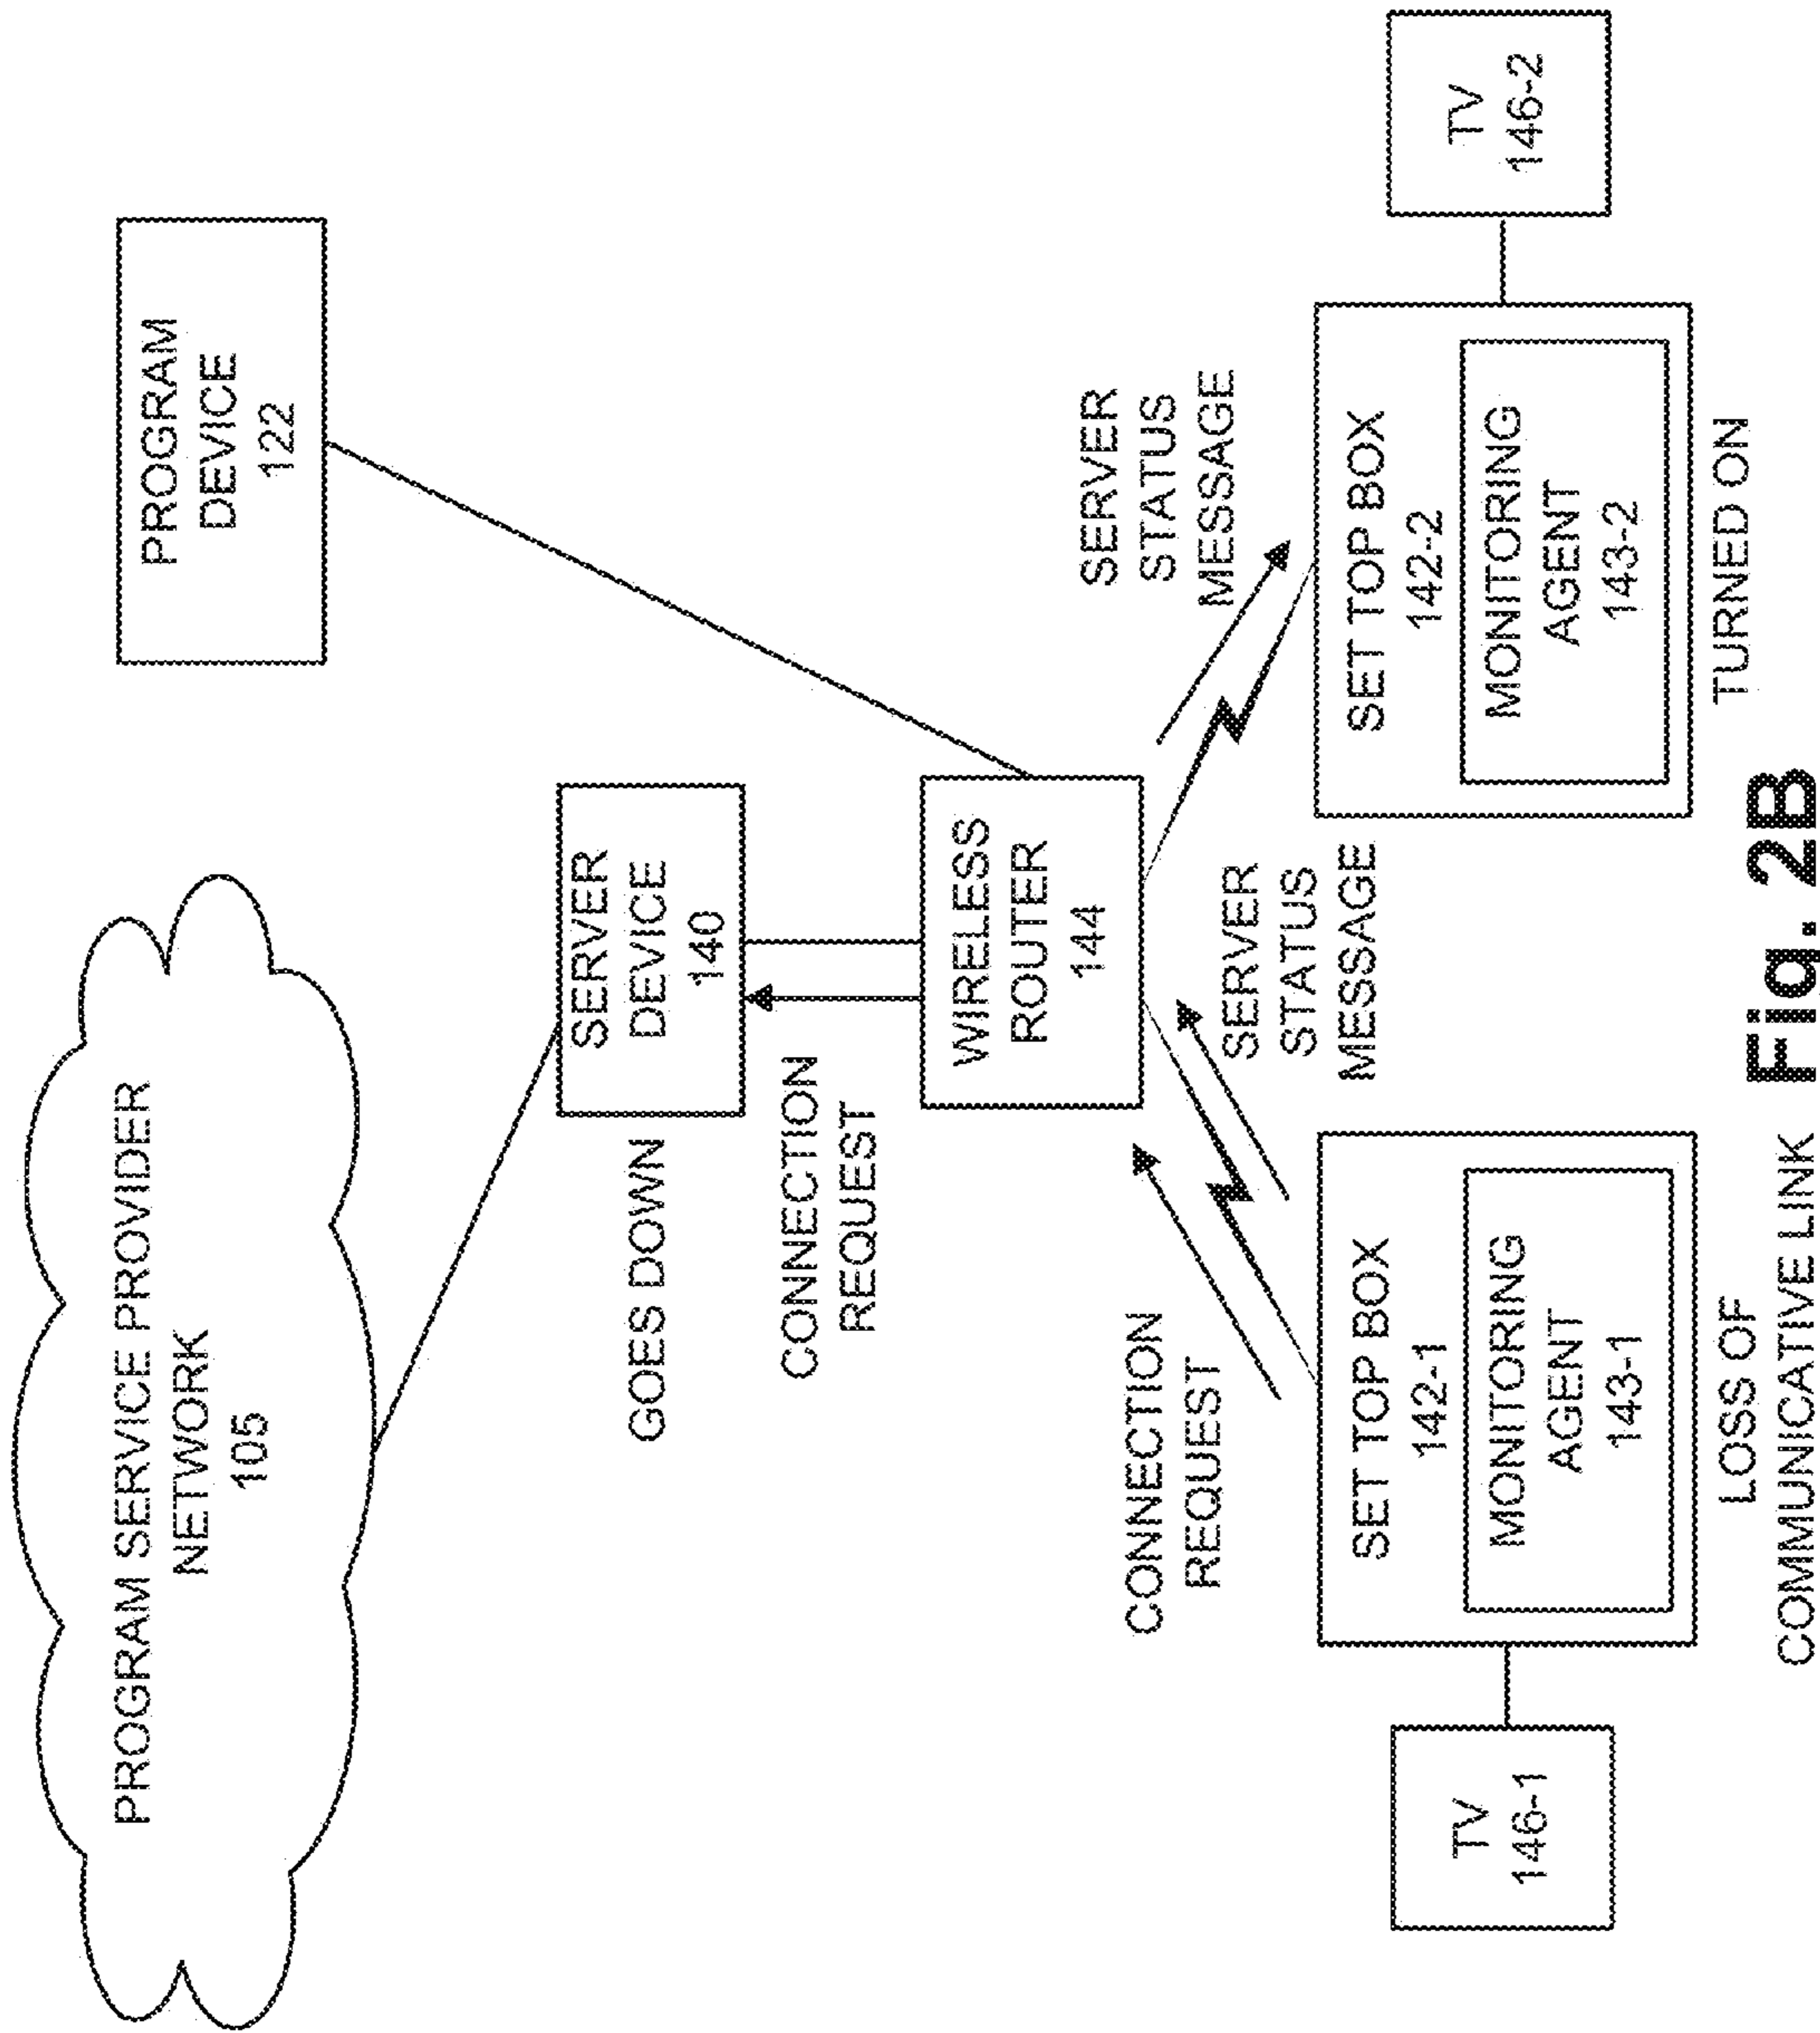 PROGRAM SERVICE PROVIDER
NETWORK
105
PROGRAM
DEVICE
122
SERVER
DEVICE
140
GOES DOWN
CONNECTION
REQUEST
WIRELESS
ROUTER
144
CONNECTION
REQUEST
SERVER
STATUS
MESSAGE
SERVER
STATUS
MESSAGE
TV
146-1
SET TOP BOX
142-1
MONITORING
AGENT
143-1
LOSS OF
COMMUNICATIVE LINK
SET TOP BOX
142-2
MONITORING
AGENT
143-2
TURNED ON
TV
146-2
Fig. 2B